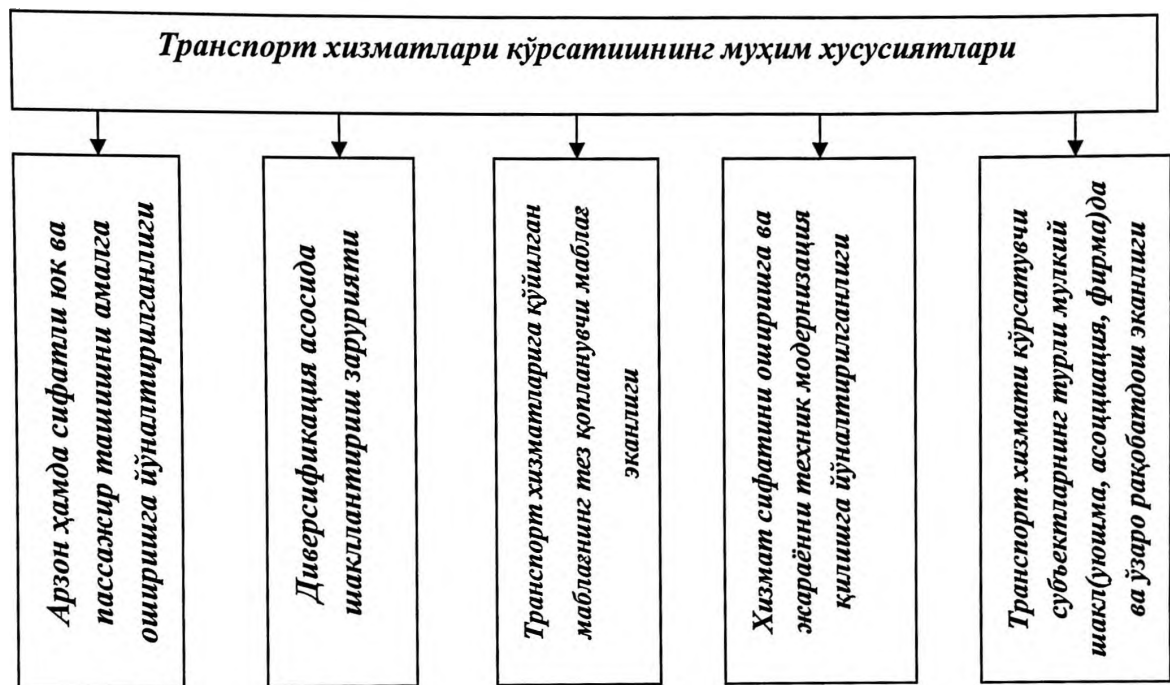 Транспорт хизматлари кўрсатишнинг муҳим хусусиятлари
Арзон ҳамда сифатли юк ва
пассажир ташишни амалга
оширишга йўналтирилганлиги
Диверсификация асосида
шакллантириш зарурияти
Транспорт хизматларига қўйилган
маблағнинг тез қопланувчи маблағ
эканлиги
Хизмат сифатини оширишга ва
жараённи техник модернизация
қилишга йўналтирилганлиги
Транспорт хизмати кўрсатувчи
субъектларнинг турли мулкий
шакл(уюшма, ассоциация, фирма)да
ва ўзаро рақобатдош эканлиги